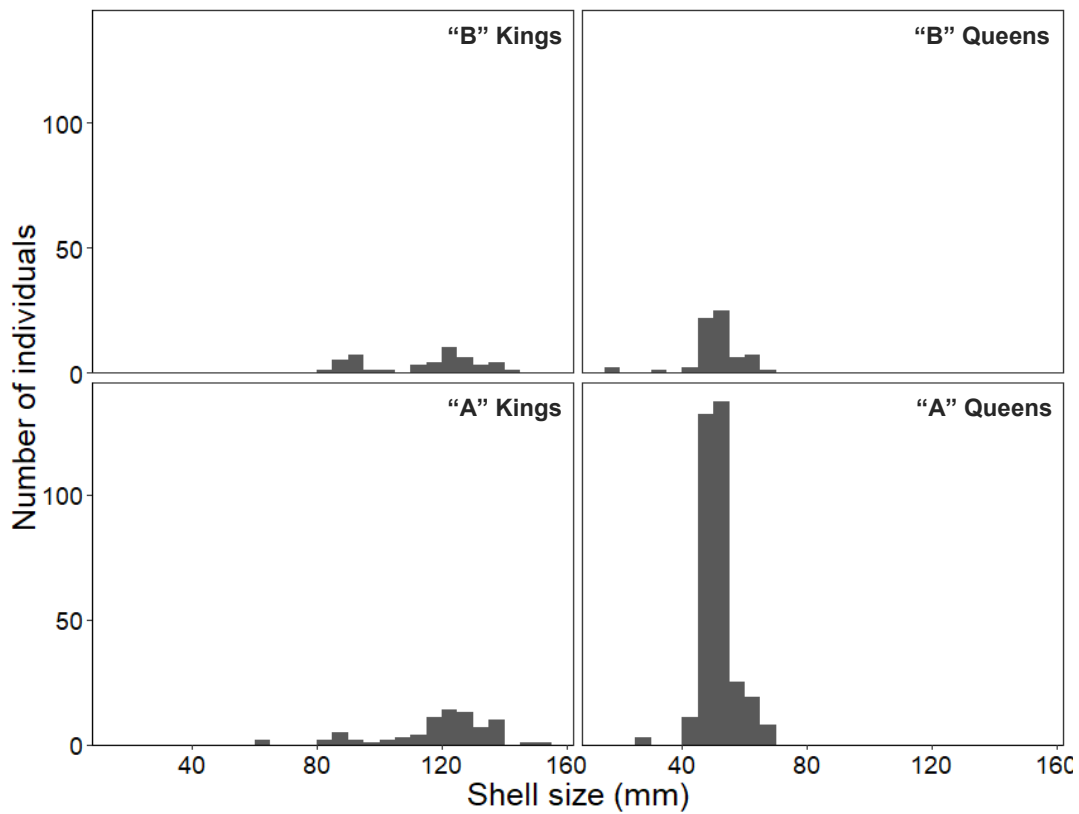 “B” Kings
“B” Queens
100
50
0
“A” Kings
“A” Queens
100
50
0
Number of individuals
40
80
120
160
40
80
120
160
Shell size (mm)